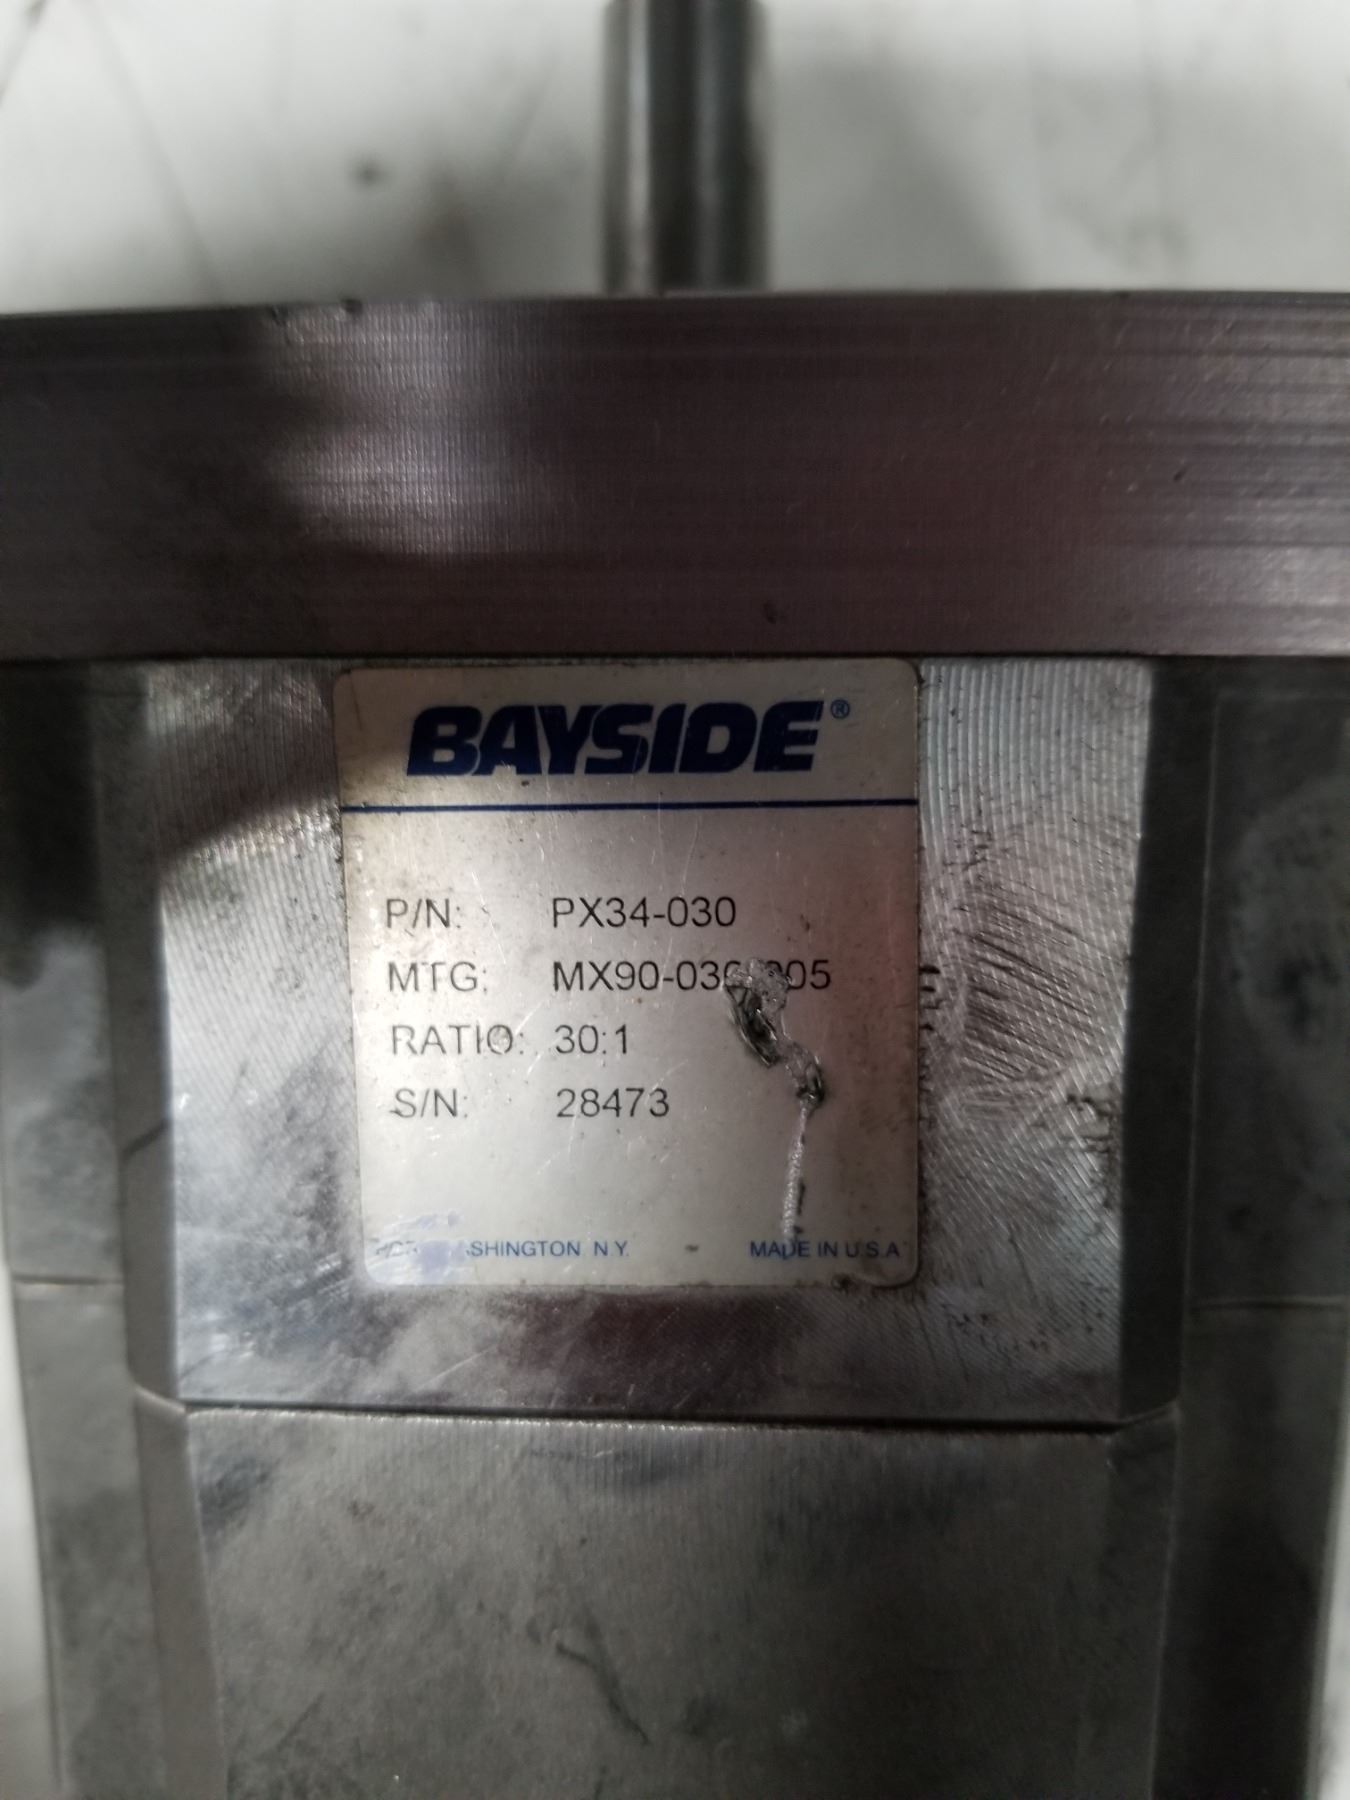 BAYSIDE®
P/N: PX34-030
MTG:
RATIO: 30:1
S/N: 28473
N.Y.
MADE IN U.S.A